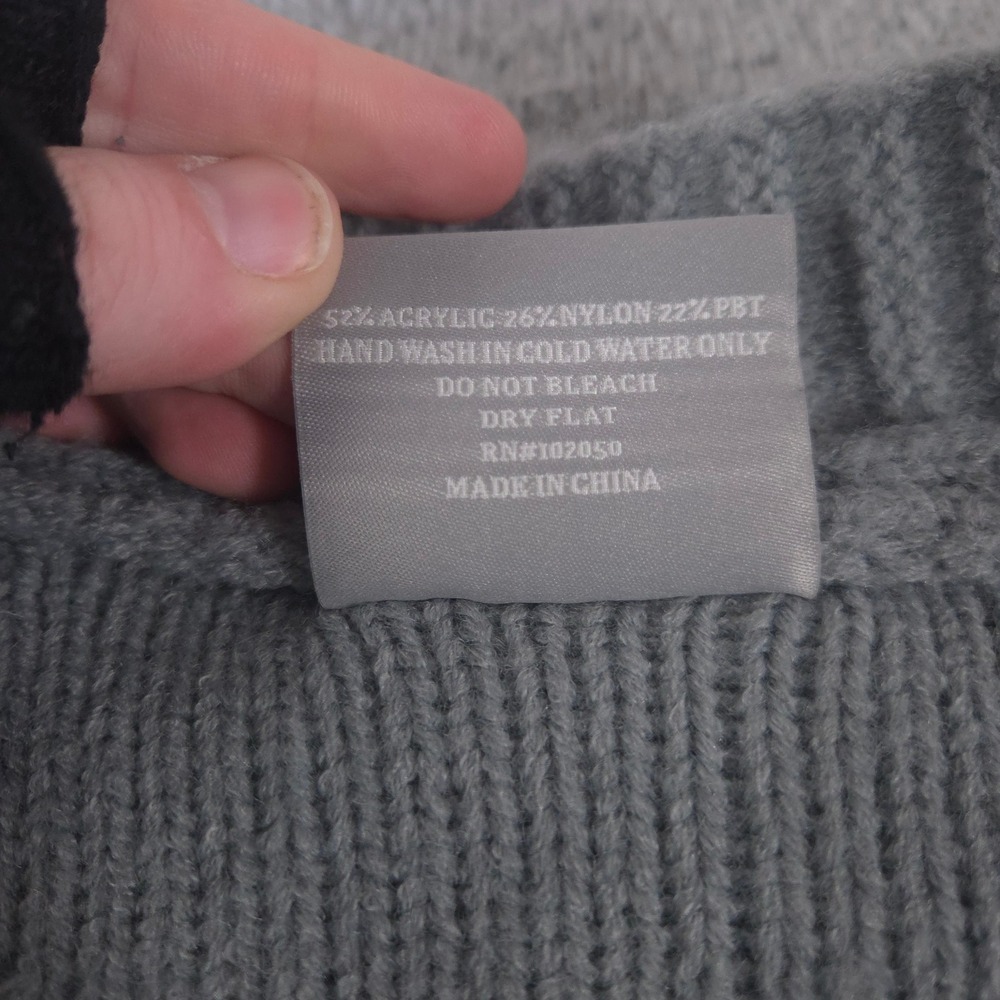 52% ACRYLIC 26% NYLON 22% PBT
HAND WASH IN COLD WATER ONLY
DO NOT BLEACH
DRY FLAT
RN#102050
MADE IN CHINA